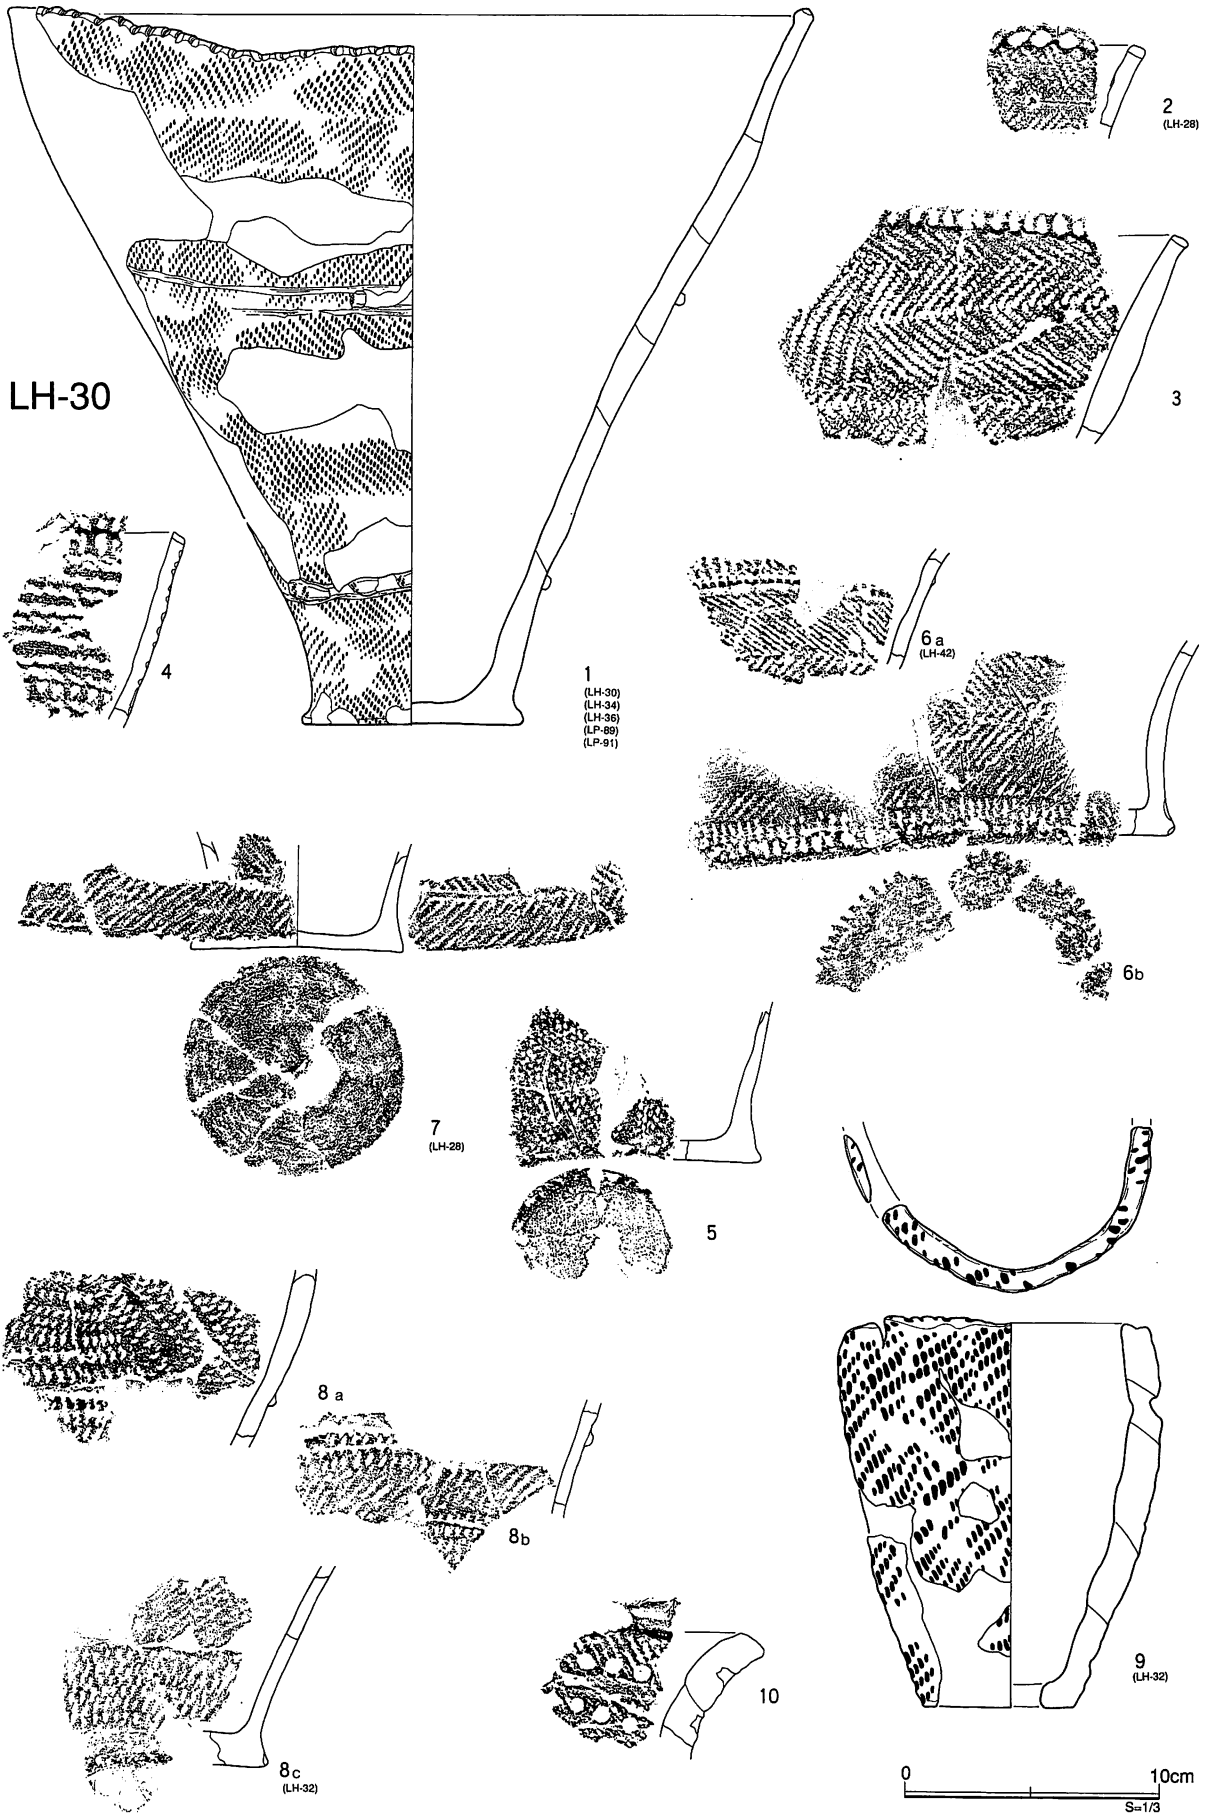 2
(LH-28)
3
LH-30
4
1
(LH-30)
(LH-34)
(LH-36)
(LP-89)
(LP-91)
6a
(LH-42)
6b
7
(LH-28)
5
8a
8b
8c
(LH-32)
9
(LH-32)
10
0 10cm
S=1/3